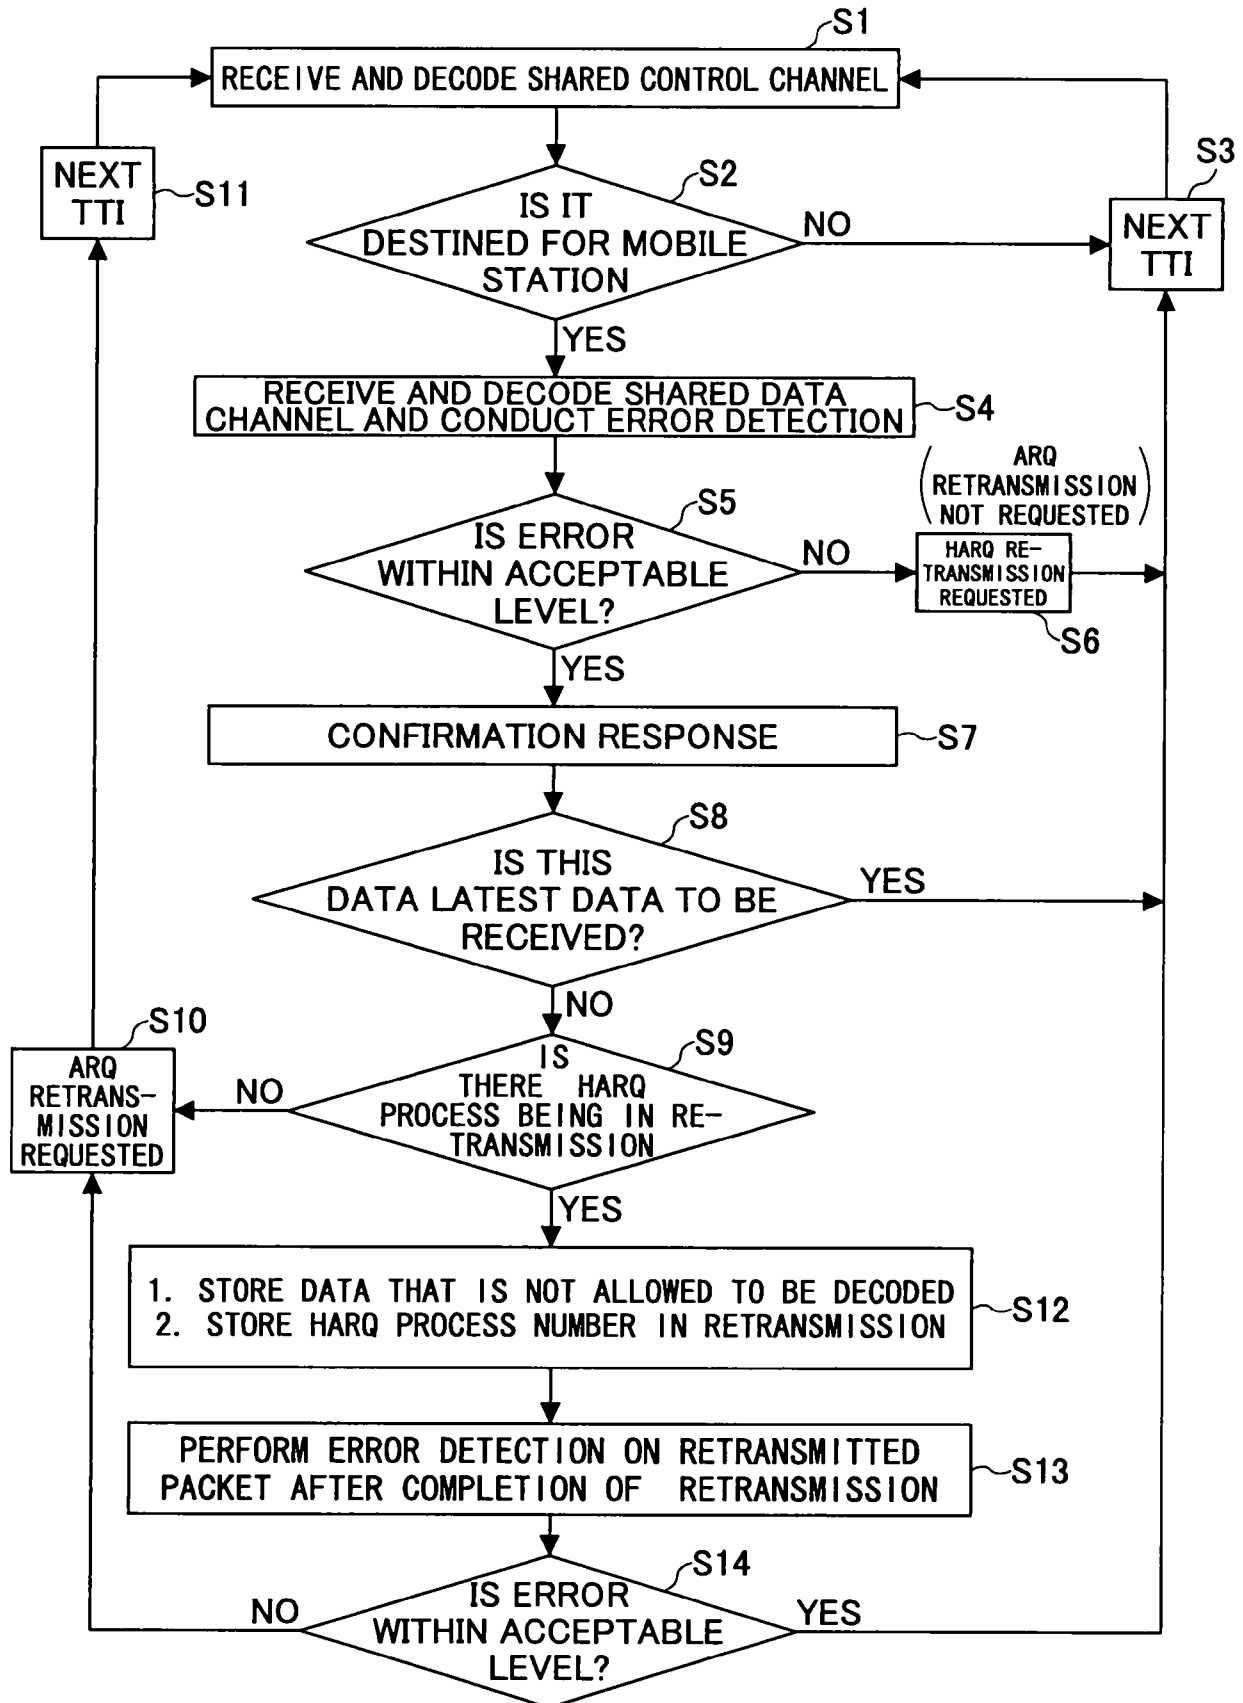 S1
RECEIVE AND DECODE SHARED CONTROL CHANNEL
NEXT
TTI
S11
S2
IS IT
DESTINED FOR MOBILE
STATION
NO
S3
NEXT
TTI
YES
RECEIVE AND DECODE SHARED DATA
CHANNEL AND CONDUCT ERROR DETECTION
S4
(ARQ
RETRANSMISSION
NOT REQUESTED)
S5
IS ERROR
WITHIN ACCEPTABLE
LEVEL?
NO
HARQ RE-
TRANSMISSION
REQUESTED
S6
YES
CONFIRMATION RESPONSE
S7
S8
IS THIS
DATA LATEST DATA TO BE
RECEIVED?
YES
NO
S10
ARQ
RETRANS-
MISSION
REQUESTED
NO
S9
IS
THERE HARQ
PROCESS BEING IN RE-
TRANSMISSION
YES
1. STORE DATA THAT IS NOT ALLOWED TO BE DECODED
2. STORE HARQ PROCESS NUMBER IN RETRANSMISSION
S12
PERFORM ERROR DETECTION ON RETRANSMITTED
PACKET AFTER COMPLETION OF RETRANSMISSION
S13
S14
IS ERROR
WITHIN ACCEPTABLE
LEVEL?
NO
YES